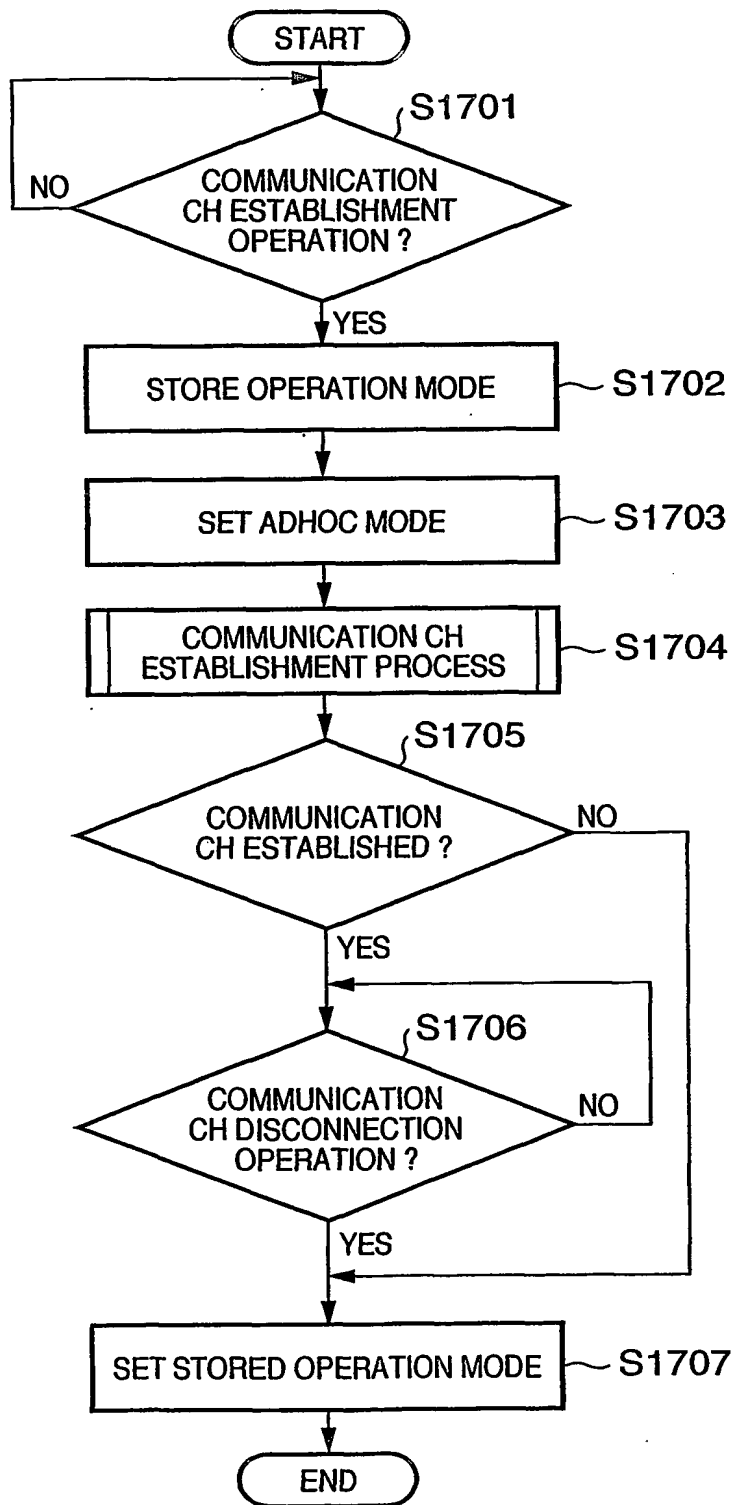 START
S1701
NO
COMMUNICATION
CH ESTABLISHMENT
OPERATION ?
YES
STORE OPERATION MODE
S1702
SET ADHOC MODE
S1703
COMMUNICATION CH
ESTABLISHMENT PROCESS
S1704
S1705
COMMUNICATION
CH ESTABLISHED ?
NO
YES
S1706
COMMUNICATION
CH DISCONNECTION
OPERATION ?
NO
YES
SET STORED OPERATION MODE
S1707
END